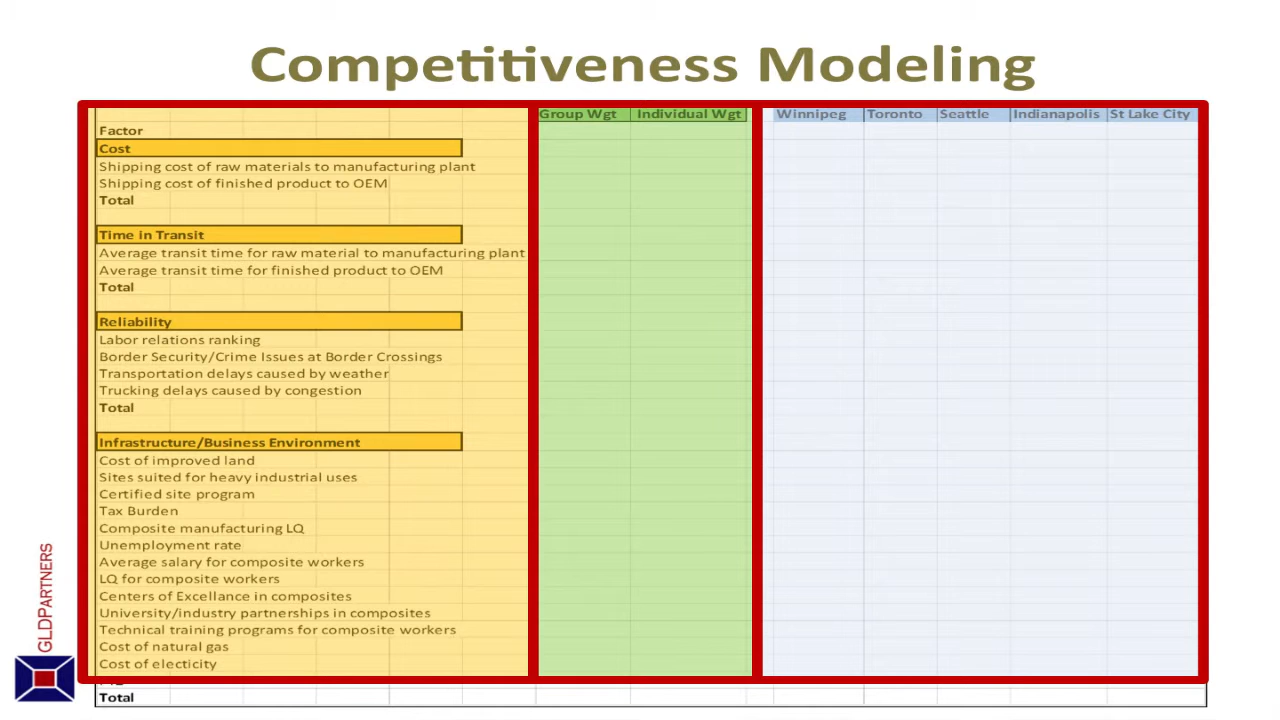 Competitiveness Modeling
Group Wgt Individual Wgt Winnipeg Toronto Seattle Indianapolis St Lake City
Factor
Cost
Shipping cost of raw materials to manufacturing plant
Shipping cost of finished product to OEM
Total
Time in Transit
Average transit time for raw material to manufacturing plant
Average transit time for finished product to OEM
Total
Reliability
Labor relations ranking
Border Security/Crime Issues at Border Crossings
Transportation delays caused by weather
Trucking delays caused by congestion
Total
Infrastructure/Business Environment
Cost of improved land
Sites suited for heavy industrial uses
Certified site program
Tax Burden
Composite manufacturing LQ
Unemployment rate
Average salary for composite workers
LQ for composite workers
Centers of Excellance in composites
University/industry partnerships in composites
Technical training programs for composite workers
Cost of natural gas
Cost of electicity
Total
GLDPARTNERS